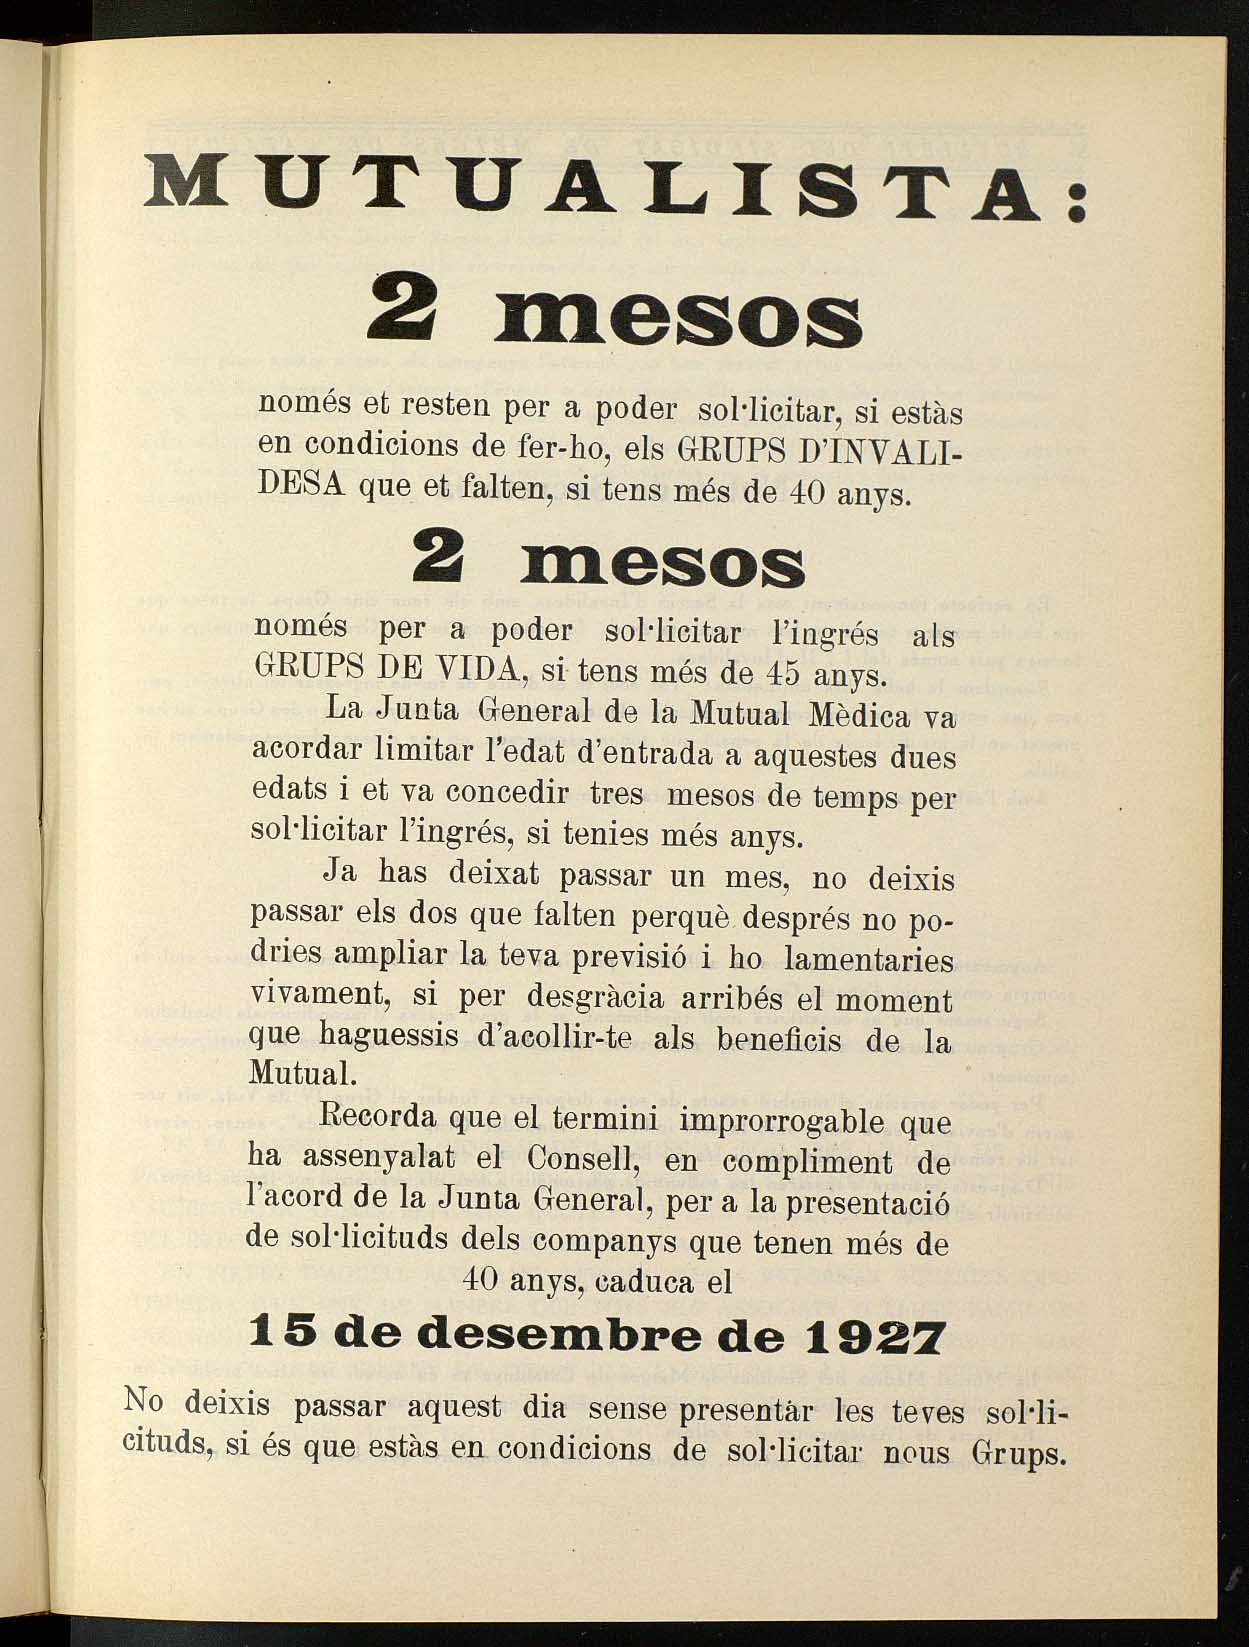 MUTUALISTA:
2 mesos
només et resten per a poder sol·licitar, si estàs
en condicions de fer-ho, els GRUPS D'INVALI-
DESA que et falten, si tens més de 40 anys.
2 mesos
només per a poder sol·licitar l'ingrés als
GRUPS DE VIDA, si tens més de 45 anys.
La Junta General de la Mutual Mèdica va
acordar limitar l'edat d'entrada a aquestes dues
edats i et va concedir tres mesos de temps per
sol·licitar l'ingrés, si tenies més anys.
Ja has deixat passar un mes, no deixis
passar els dos que falten perquè després no po-
dries ampliar la teva previsió i ho lamentaries
vivament, si per desgràcia arribés el moment
que haguessis d'acollir-te als beneficis de la
Mutual.
Recorda que el termini improrrogable que
ha assenyalat el Consell, en compliment de
l'acord de la Junta General, per a la presentació
de sol·licituds dels companys que tenen més de
40 anys, caduca el
15 de desembre de 1927
No deixis passar aquest dia sense presentar les teves sol·li-
cituds, si és que estàs en condicions de sol·licitar nous Grups.